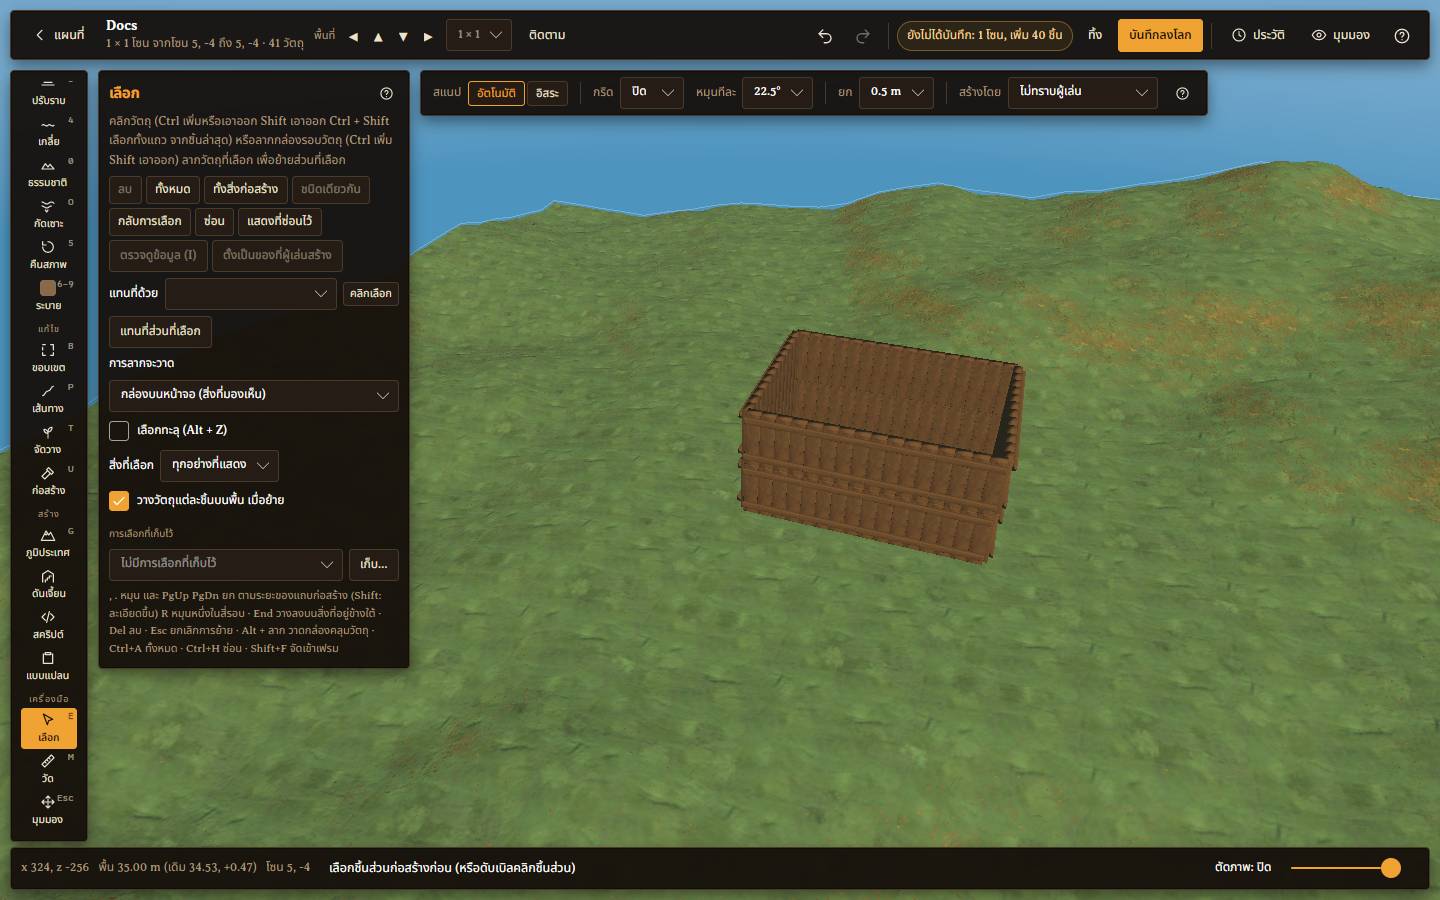 แผนที่
Docs
1 × 1 โซน จากโซน 5, -4 ถึง 5, -4 · 41 วัตถุ
พื้นที่
1 × 1
ติดตาม
ยังไม่ได้บันทึก: 1 โซน, เพิ่ม 40 ชิ้น
ทิ้ง
บันทึกลงโลก
ประวัติ
มุมมอง
ปรับราบ
4
เกลี่ย
0
ธรรมชาติ
O
กัดเซาะ
5
คืนสภาพ
6–9
ระบาย
แก้ไข
B
ขอบเขต
P
เส้นทาง
T
จัดวาง
U
ก่อสร้าง
สร้าง
G
ภูมิประเทศ
ดันเจี้ยน
สคริปต์
แบบแปลน
เครื่องมือ
E
เลือก
M
วัด
Esc
มุมมอง
เลือก
คลิกวัตถุ (Ctrl เพิ่มหรือเอาออก Shift เอาออก Ctrl + Shift
เลือกทั้งแถว จากชิ้นล่าสุด) หรือลากกล่องรอบวัตถุ (Ctrl เพิ่ม
Shift เอาออก) ลากวัตถุที่เลือก เพื่อย้ายส่วนที่เลือก
ลบ ทั้งหมด ทั้งสิ่งก่อสร้าง ชนิดเดียวกัน
กลับการเลือก ซ่อน แสดงที่ซ่อนไว้
ตรวจดูข้อมูล (I) ตั้งเป็นของที่ผู้เล่นสร้าง
แทนที่ด้วย คลิกเลือก
แทนที่ส่วนที่เลือก
การลากจะวาด
กล่องบนหน้าจอ (สิ่งที่มองเห็น)
เลือกทะลุ (Alt + Z)
สิ่งที่เลือก ทุกอย่างที่แสดง
วางวัตถุแต่ละชิ้นบนพื้น เมื่อย้าย
การเลือกที่เก็บไว้
ไม่มีการเลือกที่เก็บไว้ เก็บ...
, . หมุน และ PgUp PgDn ยก ตามระยะของแถบก่อสร้าง (Shift:
ละเอียดขึ้น) R หมุนหนึ่งในสี่รอบ · End วางลงบนสิ่งที่อยู่ข้างใต้ ·
Del ลบ · Esc ยกเลิกการย้าย · Alt + ลาก วาดกล่องคลุมวัตถุ ·
Ctrl+A ทั้งหมด · Ctrl+H ซ่อน · Shift+F จัดเข้าเฟรม
สแนป อัตโนมัติ อิสระ กริด ปิด หมุนทีละ 22.5° ยก 0.5 m สร้างโดย ไม่ทราบผู้เล่น
x 324, z -256 พื้น 35.00 m (เดิม 34.53, +0.47) โซน 5, -4 เลือกชิ้นส่วนก่อสร้างก่อน (หรือดับเบิลคลิกชิ้นส่วน)
ตัดภาพ: ปิด